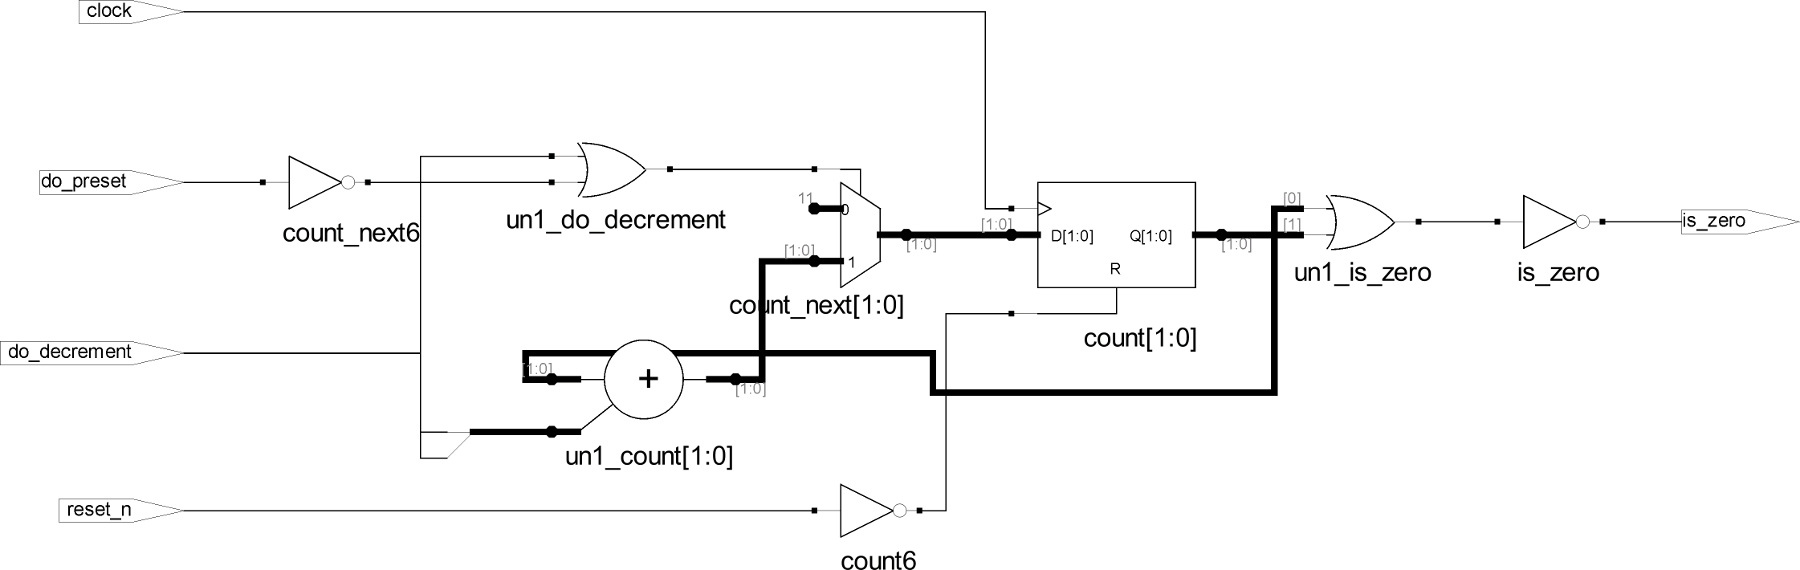 clock
do_preset
count_next6
un1_do_decrement
11
0
[1:0]
1
count_next[1:0]
[1:0]
[1:0]
D[1:0]
Q[1:0]
R
count[1:0]
[1:0]
[0]
[1]
un1_is_zero
is_zero
is_zero
do_decrement
[1:0]
+
[1:0]
un1_count[1:0]
reset_n
count6